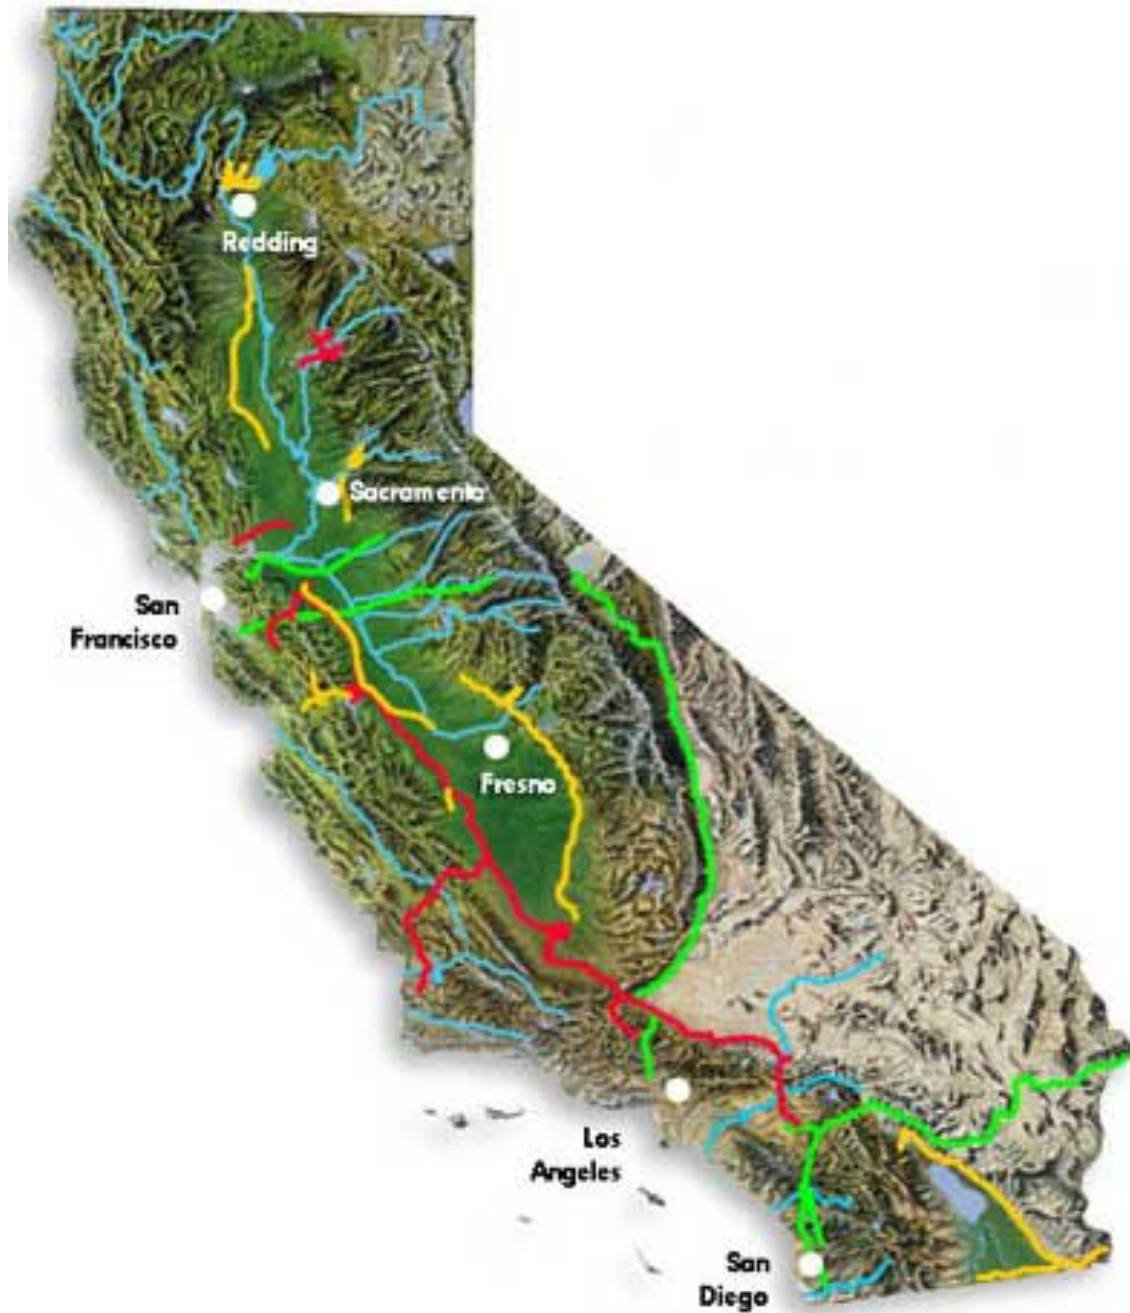 Redding
Sacramento
San
Francisco
Fresno
Los
Angeles
San
Diego